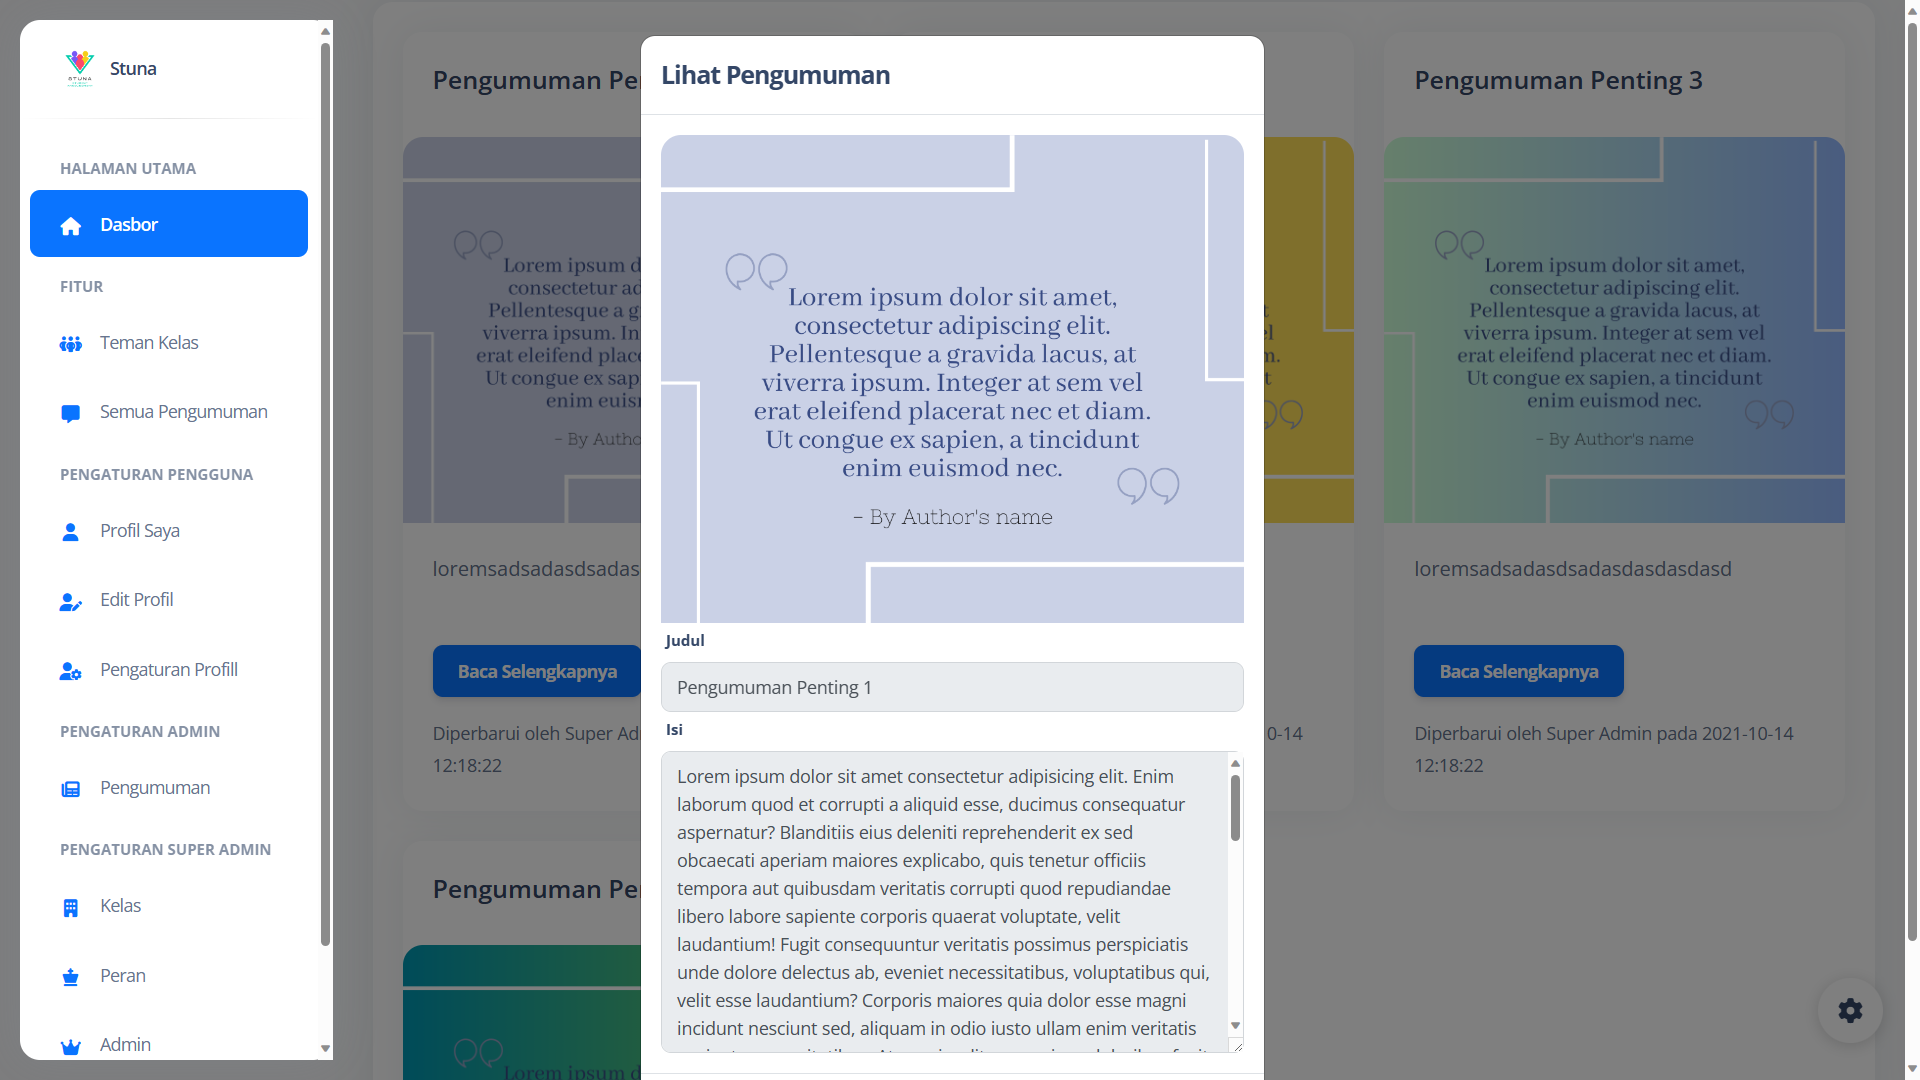 STUNA
Stuna
HALAMAN UTAMA
Dasbor
FITUR
Teman Kelas
Semua Pengumuman
PENGATURAN PENGGUNA
Profil Saya
Edit Profil
Pengaturan Profill
PENGATURAN ADMIN
Pengumuman
PENGATURAN SUPER ADMIN
Kelas
Peran
Admin
Pengumuman Pe
Lorem ipsum d
consectetur ad
Pellentesque a g
viverra ipsum. In
erat eleifend place
Ut congue ex sap
enim euis
- By Autho
loremsadsadasdsadas
Baca Selengkapnya
Diperbarui oleh Super Ad
12:18:22
Pengumuman Pe
Lorem ipsum d
Lihat Pengumuman
Lorem ipsum dolor sit amet,
consectetur adipiscing elit.
Pellentesque a gravida lacus, at
viverra ipsum. Integer at sem vel
erat eleifend placerat nec et diam.
Ut congue ex sapien, a tincidunt
enim euismod nec.
- By Author's name
Judul
Pengumuman Penting 1
Isi
Lorem ipsum dolor sit amet consectetur adipisicing elit. Enim
laborum quod et corrupti a aliquid esse, ducimus consequatur
aspernatur? Blanditiis eius deleniti reprehenderit ex sed
obcaecati aperiam maiores explicabo, quis tenetur officiis
tempora aut quibusdam veritatis corrupti quod repudiandae
libero labore sapiente corporis quaerat voluptate, velit
laudantium! Fugit consequuntur veritatis possimus perspiciatis
unde dolore delectus ab, eveniet necessitatibus, voluptatibus qui,
velit esse laudantium? Corporis maiores quia dolor esse magni
incidunt nesciunt sed, aliquam in odio iusto ullam enim veritatis
t
el
m.
t
0-14
Pengumuman Penting 3
Lorem ipsum dolor sit amet,
consectetur adipiscing elit.
Pellentesque a gravida lacus, at
viverra ipsum. Integer at sem vel
erat eleifend placerat nec et diam.
Ut congue ex sapien, a tincidunt
enim euismod nec.
- By Author's name
loremsadsadasdsadasdasdasdasd
Baca Selengkapnya
Diperbarui oleh Super Admin pada 2021-10-14
12:18:22